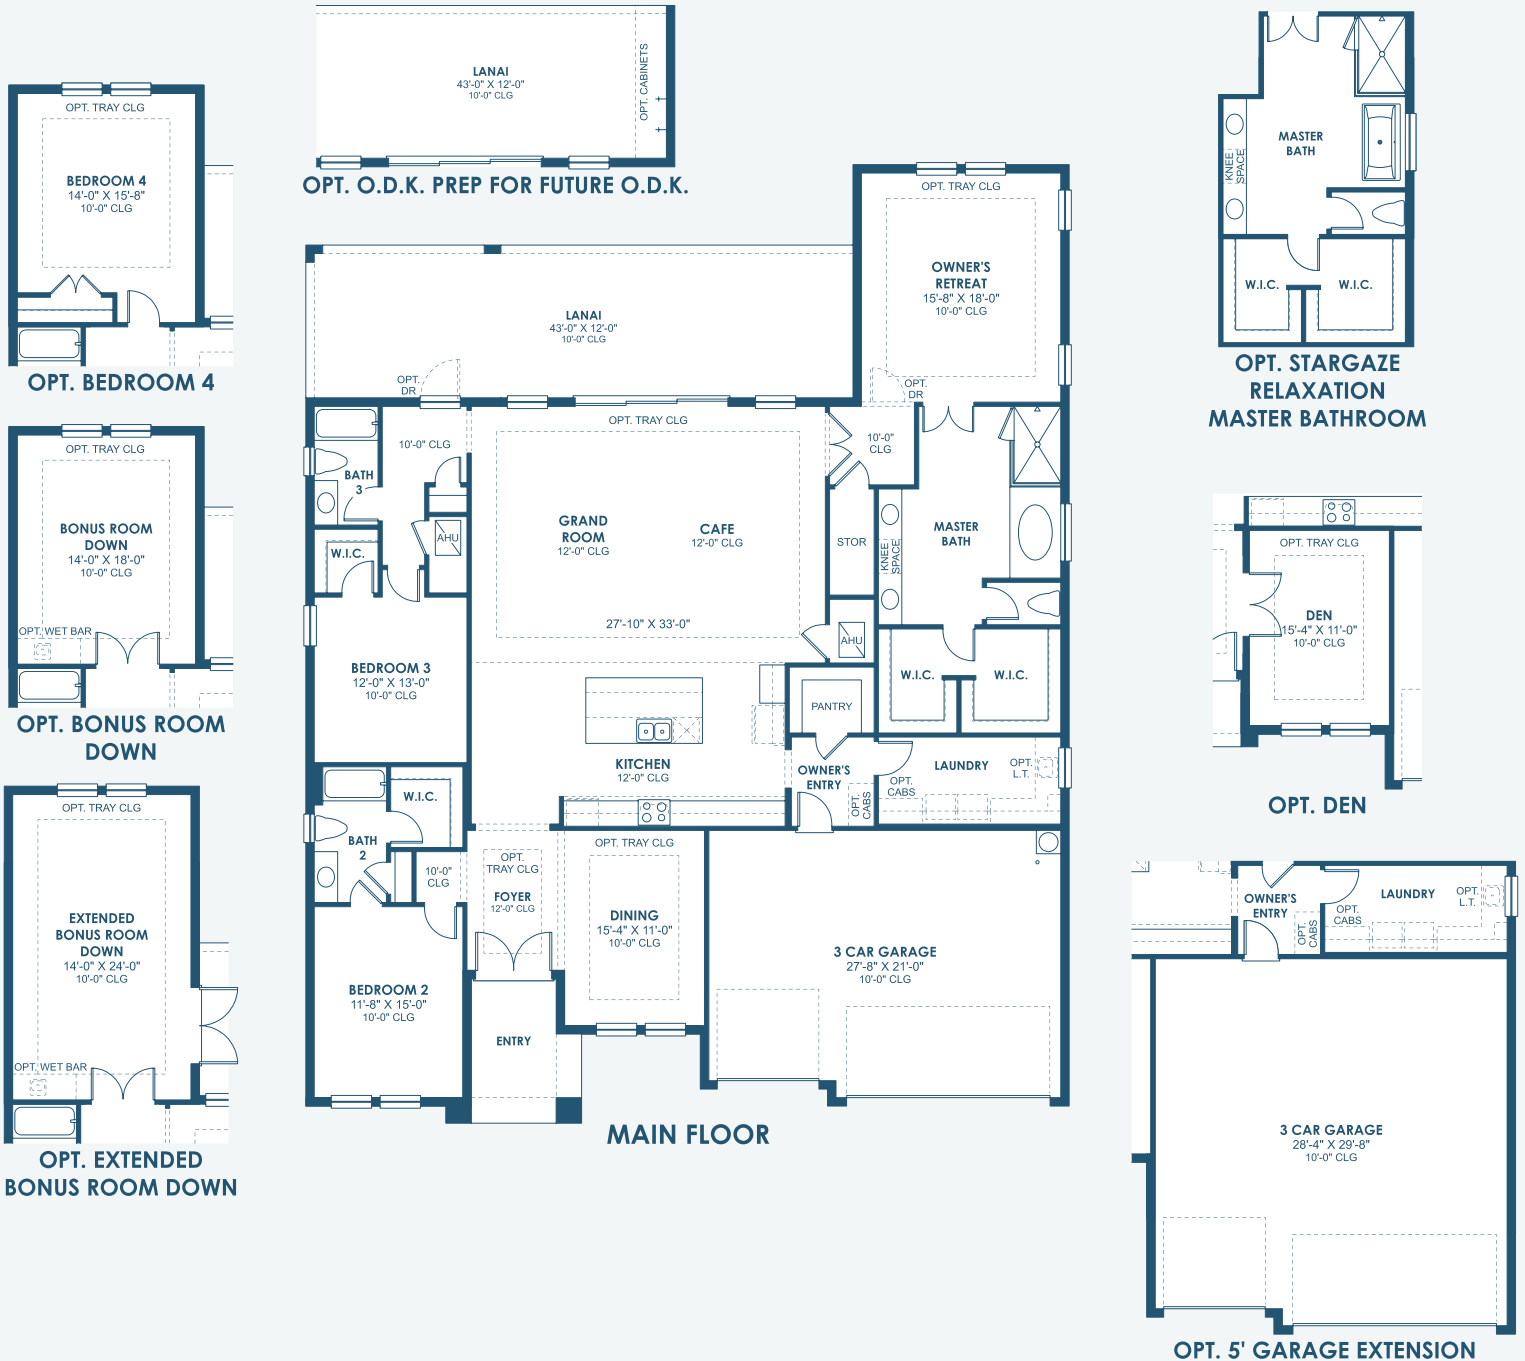 LANAI
43'-0" X 12'-0"
10'-0" CLG
OPT. CABINETS
OPT. O.D.K. PREP FOR FUTURE O.D.K.
OPT. TRAY CLG
BEDROOM 4
14'-0" X 15'-8"
10'-0" CLG
OPT. BEDROOM 4
OPT. TRAY CLG
BONUS ROOM
DOWN
14'-0" X 18'-0"
10'-0" CLG
OPT. WET BAR
OPT. BONUS ROOM
DOWN
OPT. TRAY CLG
EXTENDED
BONUS ROOM
DOWN
14'-0" X 24'-0"
10'-0" CLG
OPT. WET BAR
OPT. EXTENDED
BONUS ROOM DOWN
OPT. TRAY CLG
OWNER'S
RETREAT
15'-8" X 18'-0"
10'-0" CLG
LANAI
43'-0" X 12'-0"
10'-0" CLG
OPT.
DR
OPT.
DR
OPT. TRAY CLG
10'-0" CLG
10'-0"
CLG
BATH
3
AHU
W.I.C.
GRAND
ROOM
12'-0" CLG
CAFE
12'-0" CLG
27'-10" X 33'-0"
STOR
MASTER
BATH
KNEE
SPACE
AHU
W.I.C.
W.I.C.
BEDROOM 3
12'-0" X 13'-0"
10'-0" CLG
PANTRY
KITCHEN
12'-0" CLG
OWNER'S
ENTRY
OPT.
CABS
OPT.
CABS
LAUNDRY
OPT.
L.T.
W.I.C.
BATH
2
10'-0"
CLG
OPT.
TRAY CLG
FOYER
12'-0" CLG
OPT. TRAY CLG
DINING
15'-4" X 11'-0"
10'-0" CLG
3 CAR GARAGE
27'-8" X 21'-0"
10'-0" CLG
BEDROOM 2
11'-8" X 15'-0"
10'-0" CLG
ENTRY
MAIN FLOOR
MASTER
BATH
KNEE
SPACE
W.I.C.
W.I.C.
OPT. STARGAZE
RELAXATION
MASTER BATHROOM
OPT. TRAY CLG
DEN
15'-4" X 11'-0"
10'-0" CLG
OPT. DEN
OWNER'S
ENTRY
OPT.
CABS
OPT.
CABS
LAUNDRY
OPT.
L.T.
3 CAR GARAGE
28'-4" X 29'-8"
10'-0" CLG
OPT. 5' GARAGE EXTENSION